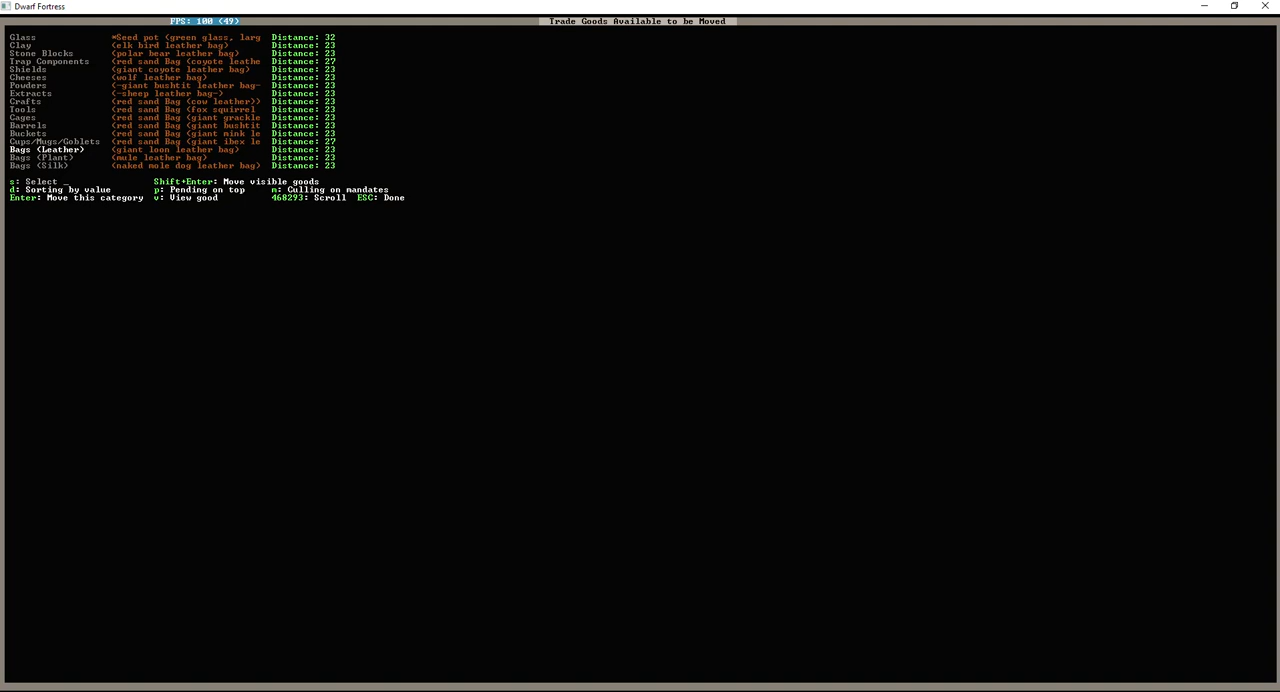 Dwarf Fortress
FPS: 100 (49) Trade Goods Available to be Moved
Glass *Seed pot (green glass, larg Distance: 32
Clay (elk bird leather bag) Distance: 23
Stone Blocks (polar bear leather bag) Distance: 23
Trap Components (red sand Bag (coyote leathe Distance: 27
Shields (giant coyote leather bag) Distance: 23
Cheeses (wolf leather bag) Distance: 23
Powders (-giant bushtit leather bag- Distance: 23
Extracts (-sheep leather bag-) Distance: 23
Crafts (red sand Bag (cow leather)) Distance: 23
Tools (red sand Bag (fox squirrel Distance: 23
Cages (red sand Bag (giant grackle Distance: 23
Barrels (red sand Bag (giant bushtit Distance: 23
Buckets (red sand Bag (giant mink le Distance: 23
Cups/Mugs/Goblets (red sand Bag (giant ibex le Distance: 27
Bags (Leather) (giant loon leather bag) Distance: 23
Bags (Plant) (mule leather bag) Distance: 23
Bags (Silk) (naked mole dog leather bag) Distance: 23
s: Select _ Shift+Enter: Move visible goods
d: Sorting by value p: Pending on top m: Culling on mandates
Enter: Move this category v: View good 468293: Scroll ESC: Done